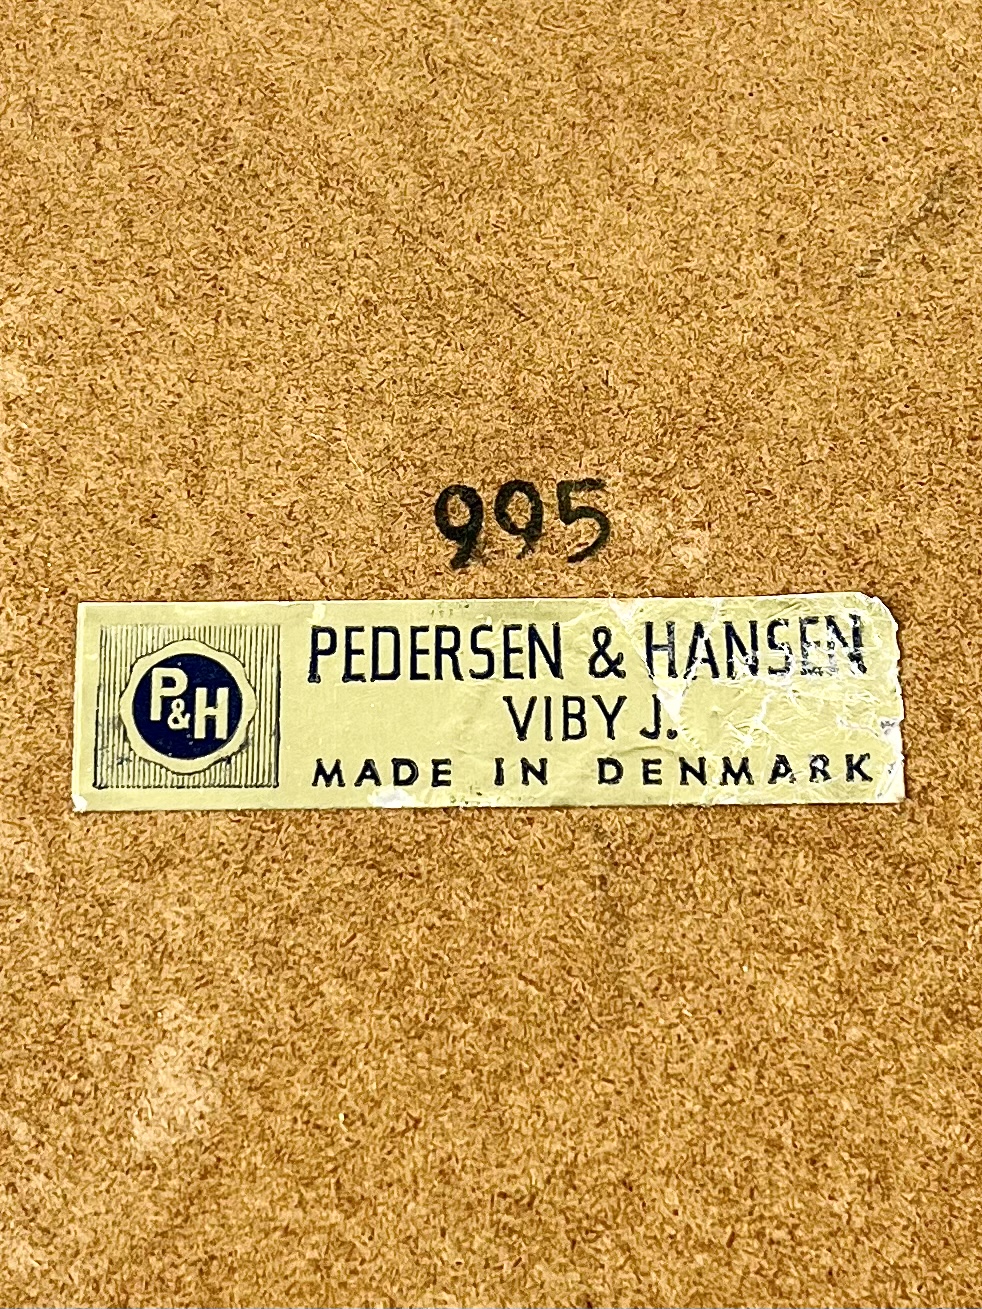 995
P&H
PEDERSEN & HANSEN
VIBY J.
MADE IN DENMARK